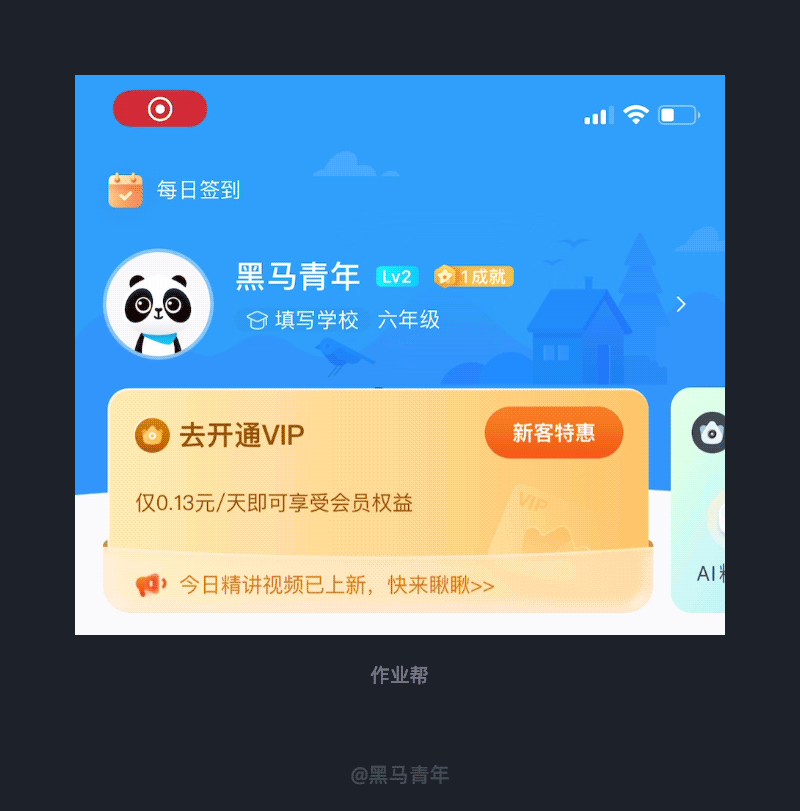 每日签到
黑马青年 Lv2 1成就
填写学校 六年级
去开通VIP 新客特惠
仅0.13元/天即可享受会员权益
VIP
今日精讲视频已上新，快来瞅瞅>>
AI
作业帮
@黑马青年